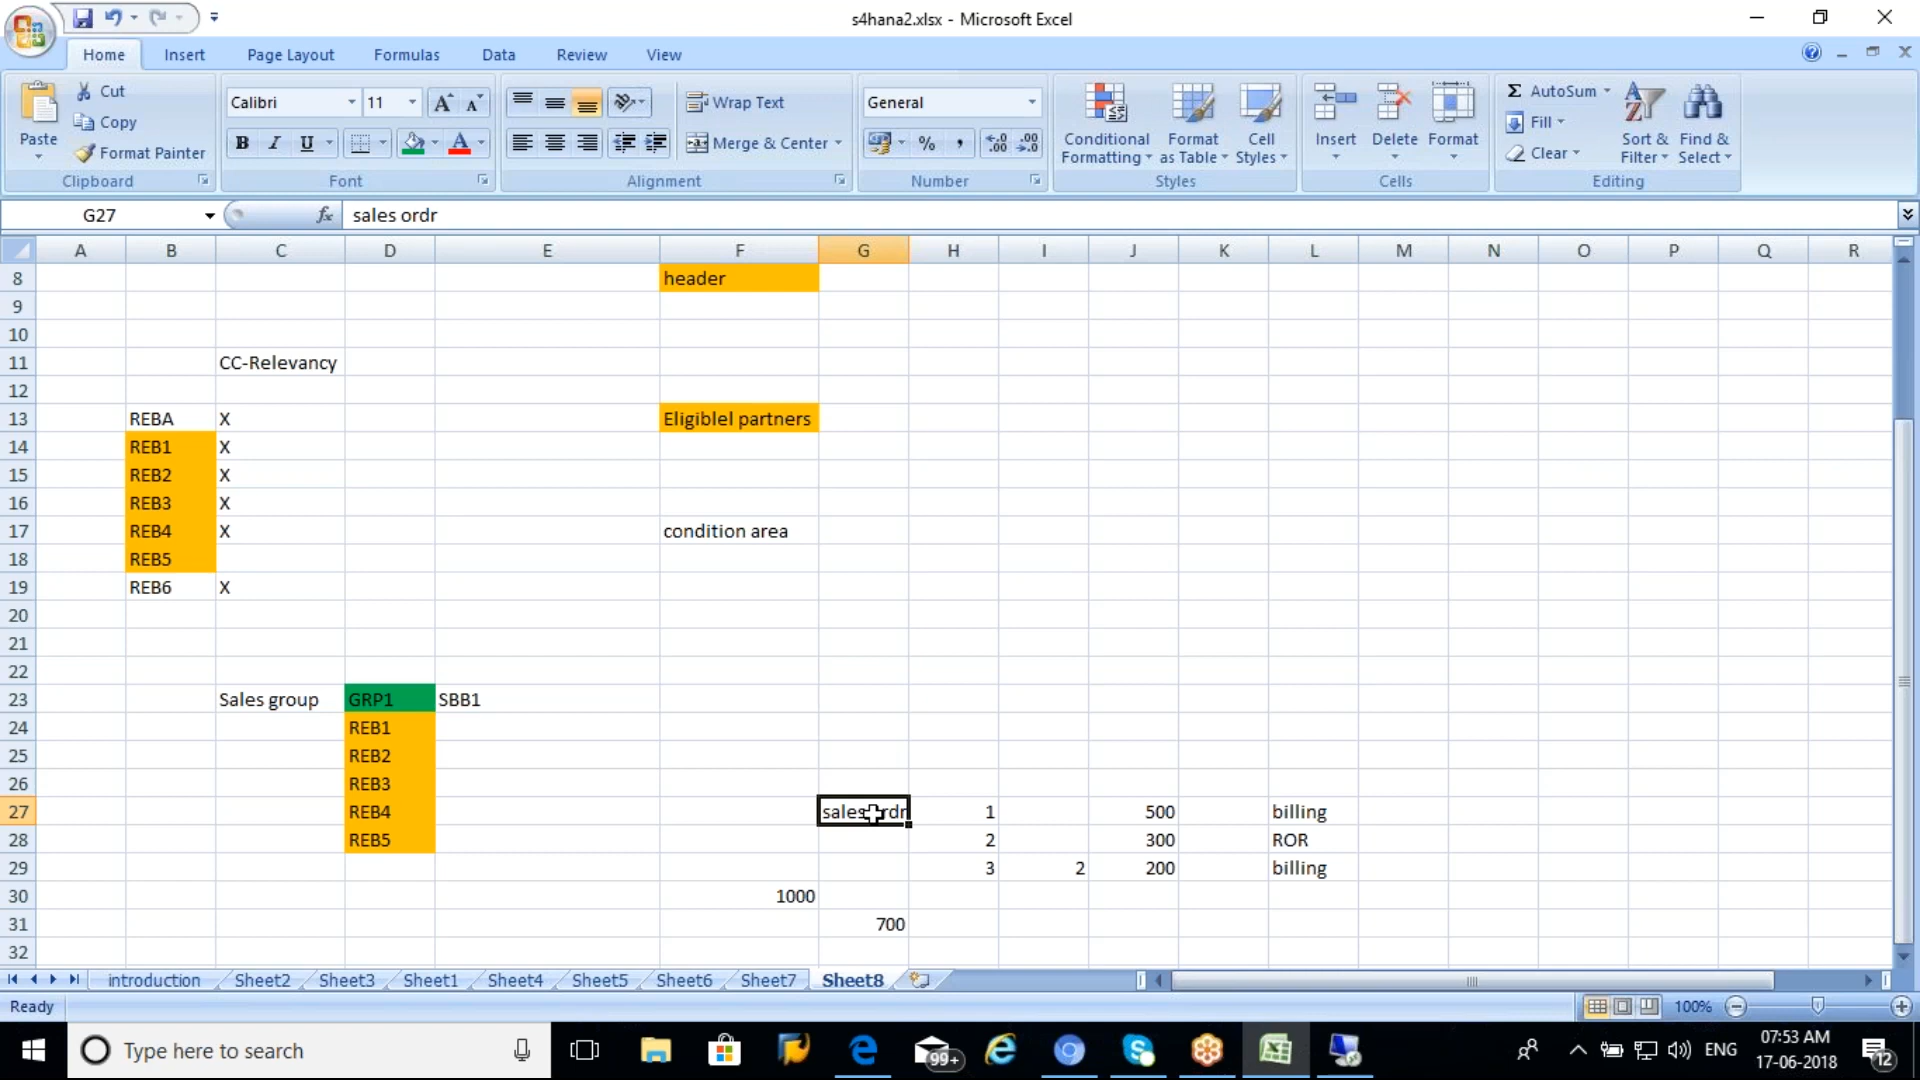 s4hana2.xlsx - Microsoft Excel
Home Insert Page Layout Formulas Data Review View
Paste
Cut
Copy
Format Painter
Clipboard
Calibri 11
B I U
Font
Wrap Text
Merge & Center
Alignment
General
% ,
Number
Conditional Formatting
Format as Table
Cell Styles
Styles
Insert Delete Format
Cells
Σ AutoSum
Fill
Clear
Sort & Filter
Find & Select
Editing
G27 fx sales ordr
A B C D E F G H I J K L M N O P Q R
8 header
9
10
11 CC-Relevancy
12
13 REBA X Eligiblel partners
14 REB1 X
15 REB2 X
16 REB3 X
17 REB4 X condition area
18 REB5
19 REB6 X
20
21
22
23 Sales group GRP1 SBB1
24 REB1
25 REB2
26 REB3
27 REB4 sales ordr 1 500 billing
28 REB5 2 300 ROR
29 3 2 200 billing
30 1000
31 700
32
introduction Sheet2 Sheet3 Sheet1 Sheet4 Sheet5 Sheet6 Sheet7 Sheet8
Ready 100%
Type here to search 99+ ENG 07:53 AM
17-06-2018 12